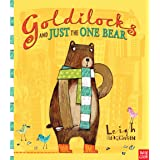 Goldilocks
AND JUST THE ONE BEAR
Leigh
HODGKINSON